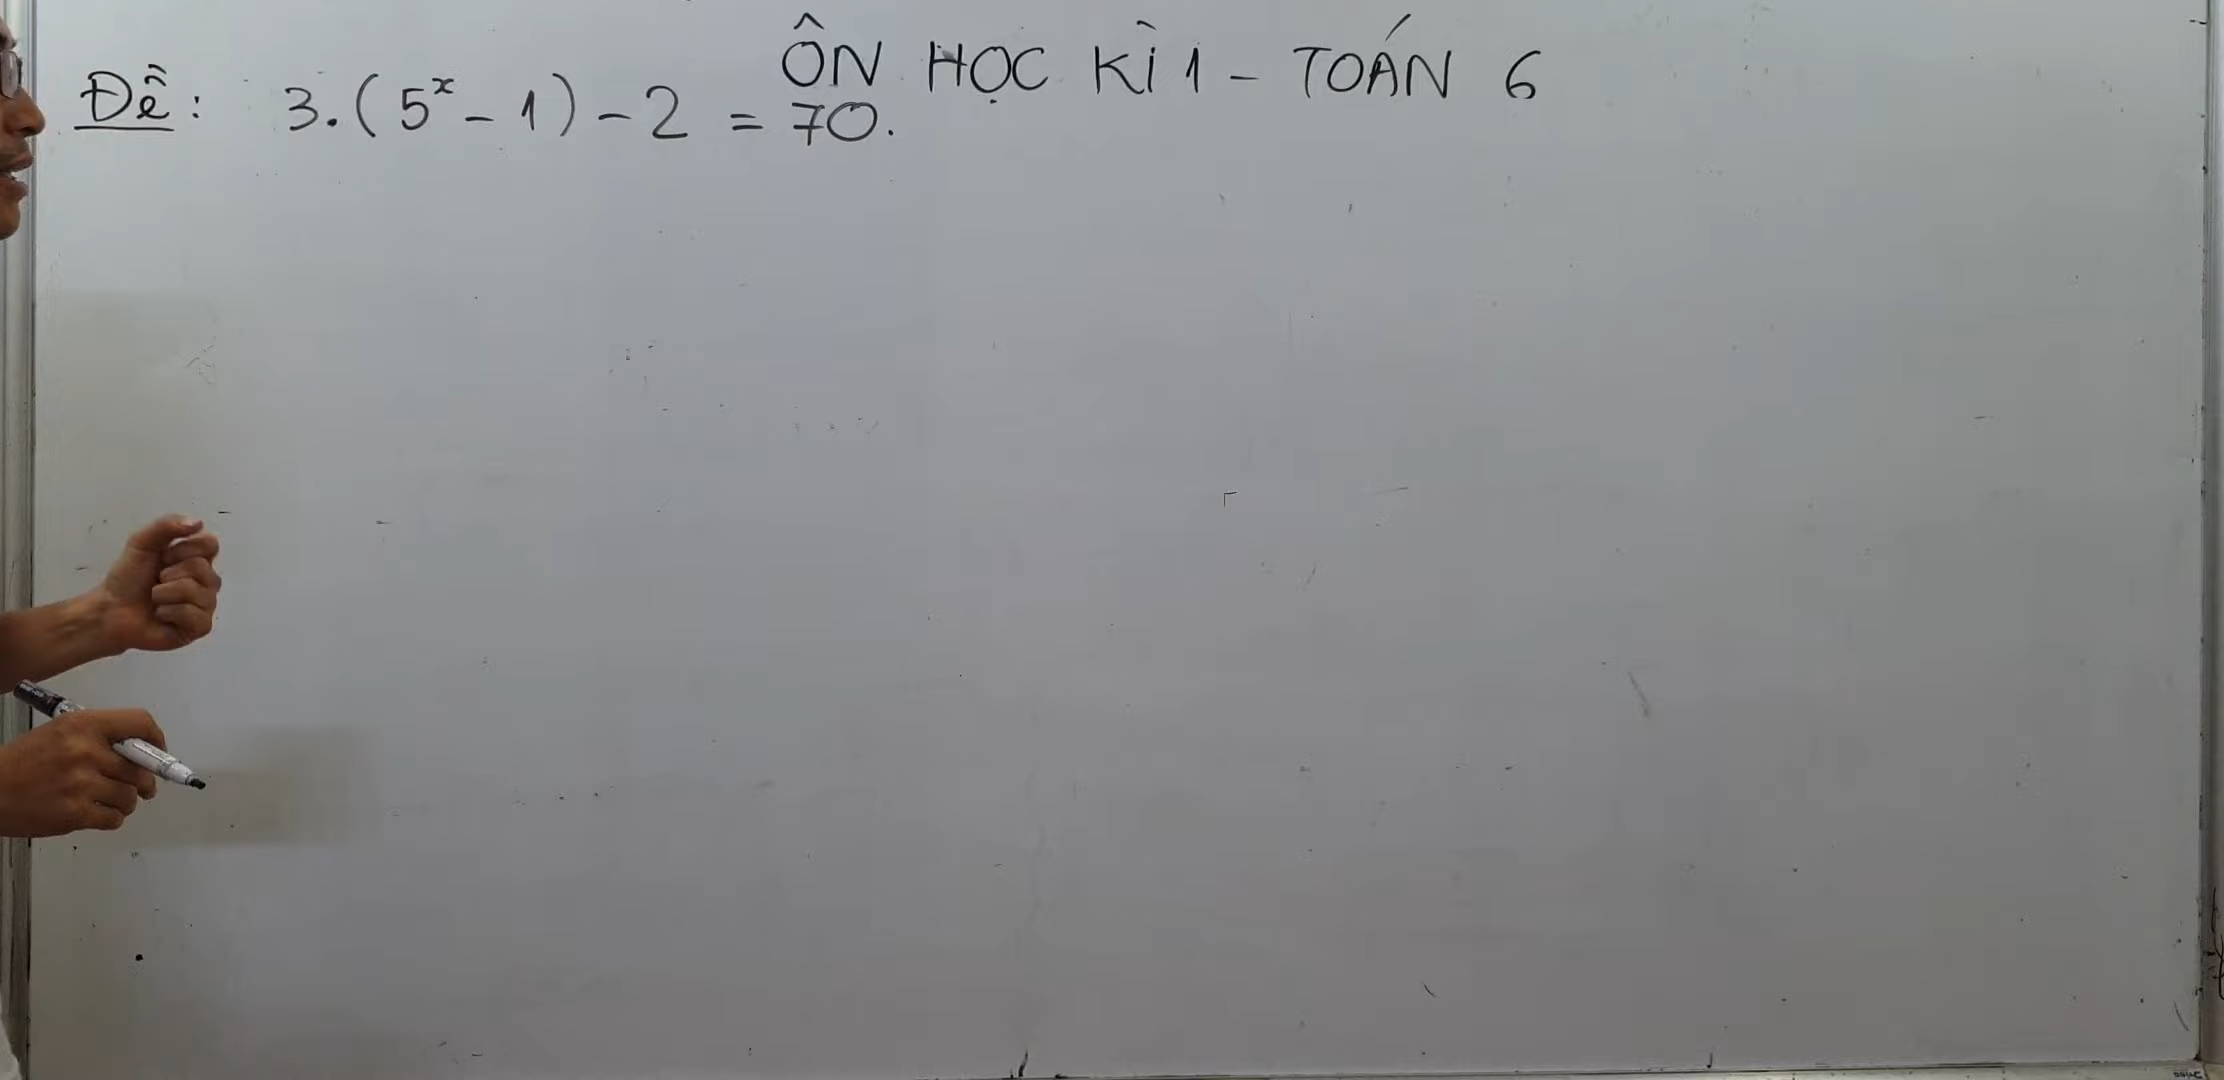 ÔN HỌC KÌ 1 - TOÁN 6
Đề: 3.(5ˣ - 1) - 2 = 70.